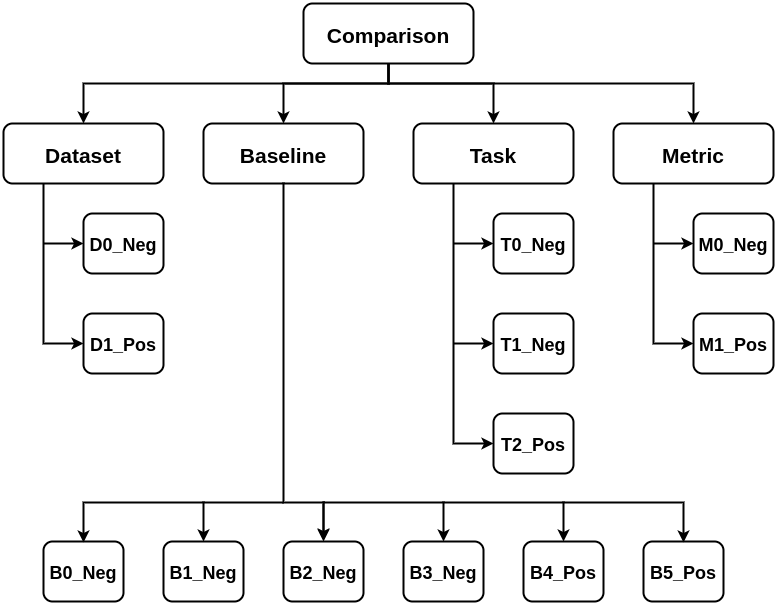 Comparison
Dataset
Baseline
Task
Metric
D0_Neg
T0_Neg
M0_Neg
D1_Pos
T1_Neg
M1_Pos
T2_Pos
B0_Neg
B1_Neg
B2_Neg
B3_Neg
B4_Pos
B5_Pos